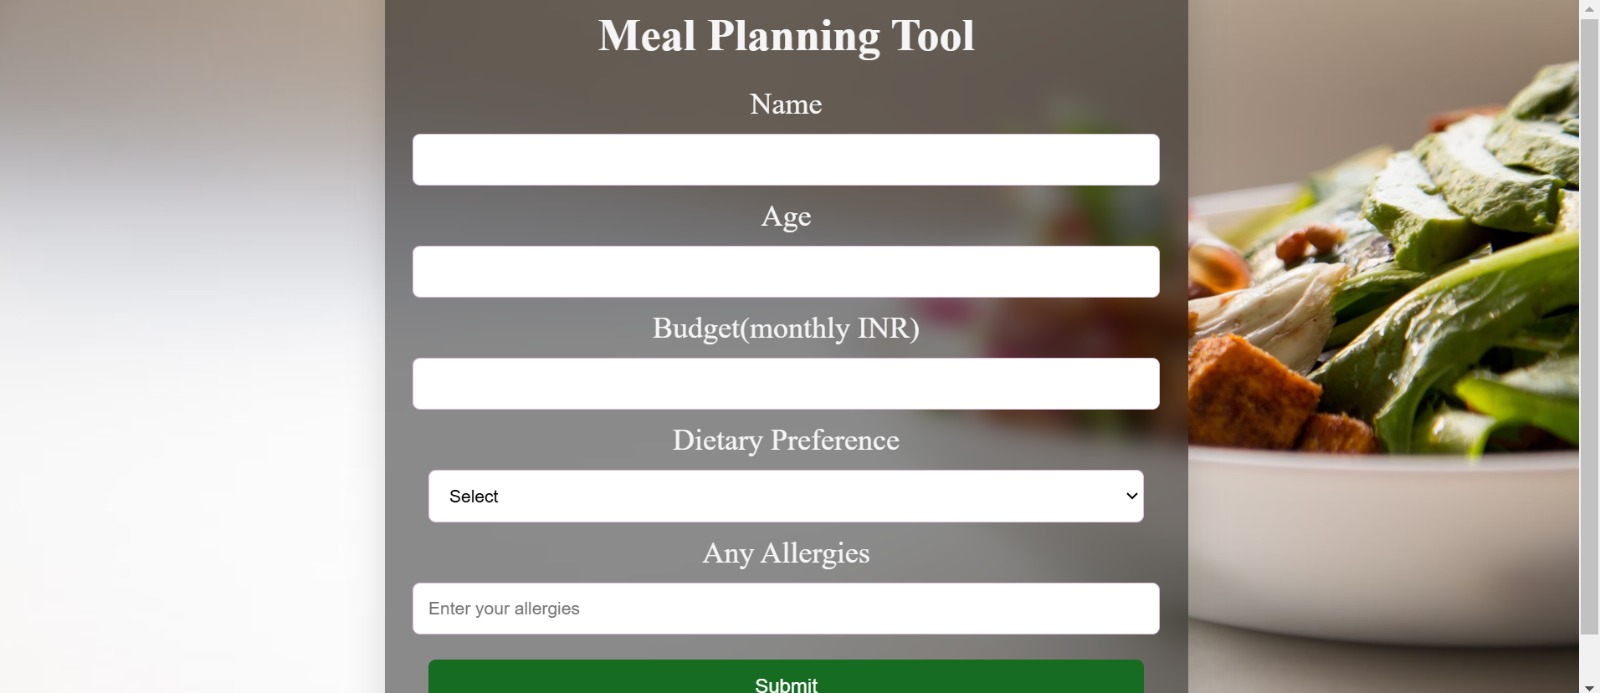 Meal Planning Tool
Name
Age
Budget(monthly INR)
Dietary Preference
Select
Any Allergies
Enter your allergies
Submit